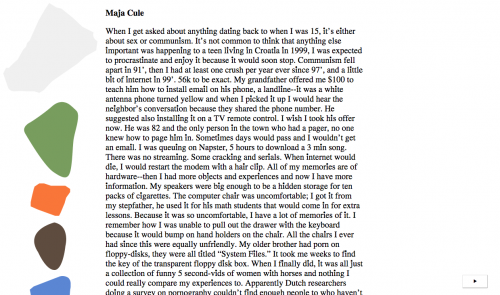 Maja Cule
When I get asked about anything dating back to when I was 15, it's either
about sex or communism. It's not common to think that anything else
important was happening to a teen living in Croatia in 1999, I was expected
to procrastinate and enjoy it because it would soon stop. Communism fell
apart in 91', then I had at least one crush per year ever since 97', and a little
bit of internet in 99'. 56k to be exact. My grandfather offered me $100 to
teach him how to install email on his phone, a landline--it was a white
antenna phone turned yellow and when I picked it up I would hear the
neighbor's conversation because they shared the phone number. He
suggested also installing it on a TV remote control. I wish I took his offer
now. He was 82 and the only person in the town who had a pager, no one
knew how to page him in. Sometimes days would pass and I wouldn't get
an email. I was queuing on Napster, 5 hours to download a 3 min song.
There was no streaming. Some cracking and serials. When internet would
die, I would restart the modem with a hair clip. All of my memories are of
hardware--then I had more objects and experiences and now I have more
information. My speakers were big enough to be a hidden storage for ten
packs of cigarettes. The computer chair was uncomfortable; I got it from
my stepfather, he used it for his math students that would come in for extra
lessons. Because it was so uncomfortable, I have a lot of memories of it. I
remember how I was unable to pull out the drawer with the keyboard
because it would bump on hand holders on the chair. All the chairs I ever
had since this were equally unfriendly. My older brother had porn on
floppy-disks, they were all titled "System Files." It took me weeks to find
the key of the transparent floppy disk box. When I finally did, it was all just
a collection of funny 5 second-vids of women with horses and nothing I
could really compare my experiences to. Apparently Dutch researchers
doing a survey on pornography couldn't find enough people to who haven't